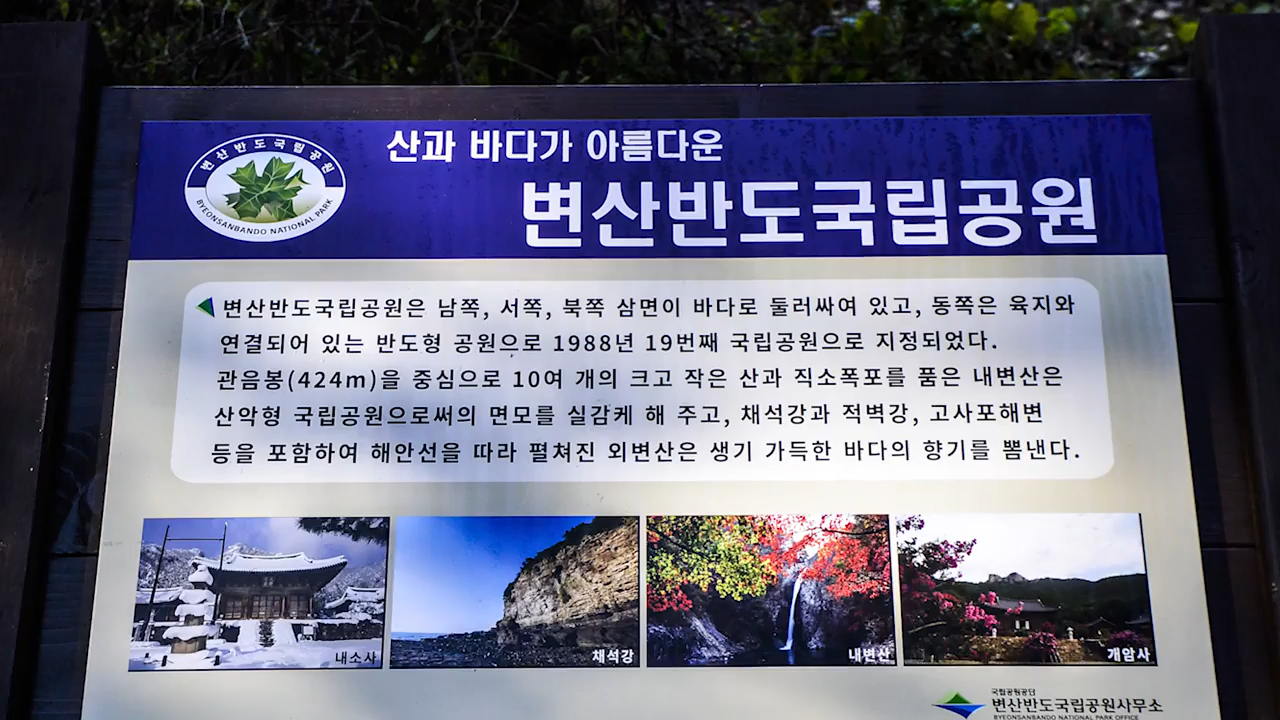 변산반도국립공원
BYEONSANBANDO NATIONAL PARK
산과 바다가 아름다운
변산반도국립공원
변산반도국립공원은 남쪽, 서쪽, 북쪽 삼면이 바다로 둘러싸여 있고, 동쪽은 육지와
연결되어 있는 반도형 공원으로 1988년 19번째 국립공원으로 지정되었다.
관음봉(424m)을 중심으로 10여 개의 크고 작은 산과 직소폭포를 품은 내변산은
산악형 국립공원으로써의 면모를 실감케 해 주고, 채석강과 적벽강, 고사포해변
등을 포함하여 해안선을 따라 펼쳐진 외변산은 생기 가득한 바다의 향기를 뽐낸다.
내소사
채석강
내변산
개암사
국립공원공단
변산반도국립공원사무소
BYEONSANBANDO NATIONAL PARK OFFICE